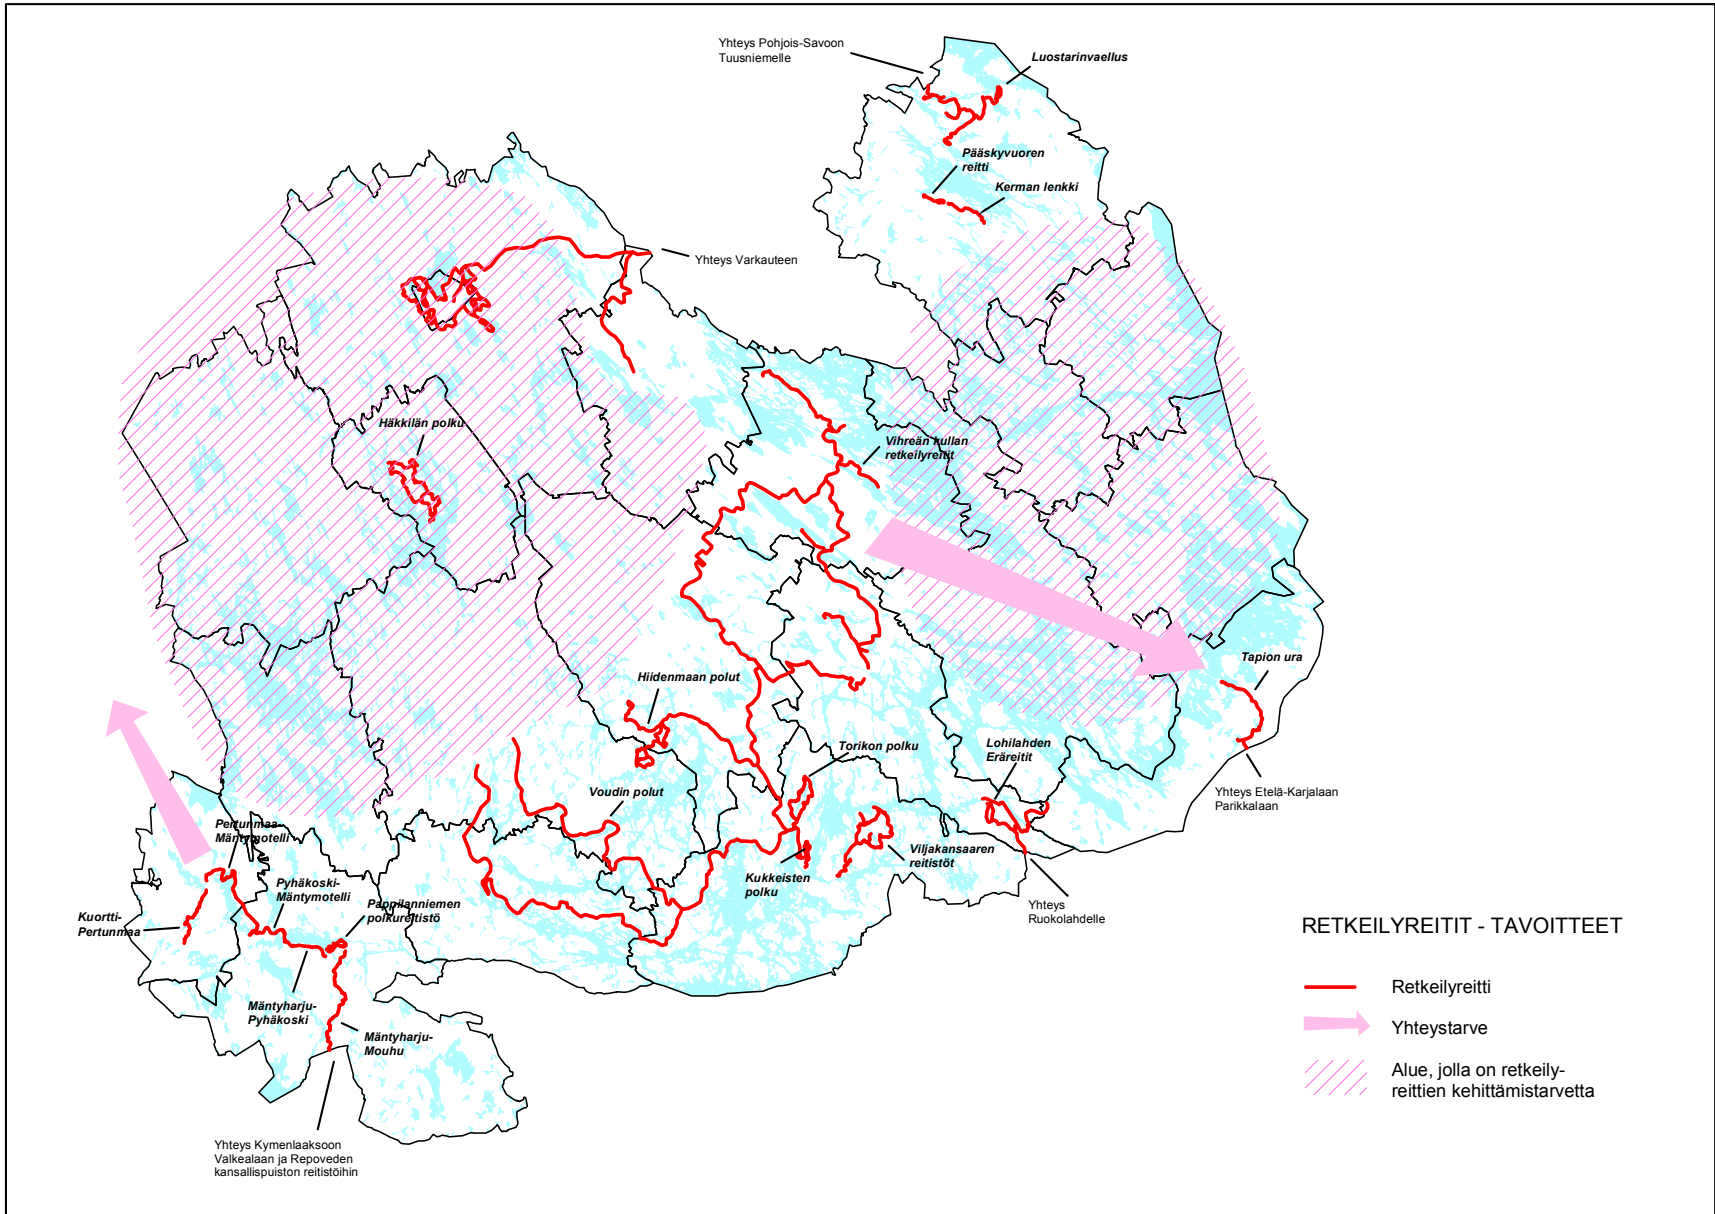 Yhteys Pohjois-Savoon
Tuusniemelle
Luostarinvaellus
Pääskyvuoren
reitti
Kerman lenkki
Yhteys Varkauteen
Häkkilän polku
Vihreän kullan
retkeilyreitit
Hiidenmaan polut
Tapion ura
Torikon polku
Lohilahden
Eräreitit
Yhteys Etelä-Karjalaan
Parikkalaan
Voudin polut
Pertunmaa-
Mäntymotelli
Viljakansaaren
reitistöt
Pyhäkoski-
Mäntymotelli
Kukkeisten
polku
Pappilanniemen
polkureitistö
Kuortti-
Pertunmaa
Yhteys
Ruokolahdelle
Mäntyharju-
Pyhäkoski
Mäntyharju-
Mouhu
Yhteys Kymenlaaksoon
Valkealaan ja Repoveden
kansallispuiston reitistöihin
RETKEILYREITIT - TAVOITTEET
Retkeilyreitti
Yhteystarve
Alue, jolla on retkeily-
reittien kehittämistarvetta